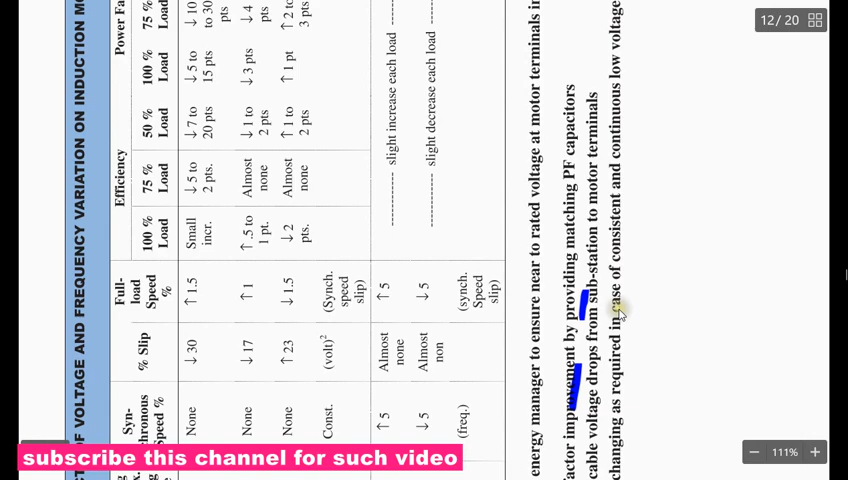 12/20
OF VOLTAGE AND FREQUENCY VARIATION ON INDUCTION MO
Efficiency Power Fa
Syn- % Slip Full- 100 % 75 % 50 % 100 % 75 %
chronous load Load Load Load Load Load
Speed % Speed
%
None ↓30 ↑1.5 Small ↓5 to ↓7 to ↓5 to ↓10
incr. 2 pts. 20 pts 15 pts to 30
pts
None ↓17 ↑1 ↑.5 to Almost ↓1 to ↓3 pts ↓4
1 pt. none 2 pts pts
None ↑23 ↓1.5 ↓2 Almost ↑1 to ↑1 pt ↑2 to
pts. none 2 pts 3 pts
Const. (volt)2 (Synch.
speed
slip)
↑5 Almost ↑5 ---------- slight increase each load ----------
none
↓5 Almost ↓5 ---------- slight decrease each load ----------
non
(freq.) (synch.
Speed
slip)
energy manager to ensure near to rated voltage at motor terminals in
factor improvement by providing matching PF capacitors
cable voltage drops from sub-station to motor terminals
changing as required in case of consistent and continuous low voltage
111%
subscribe this channel for such video